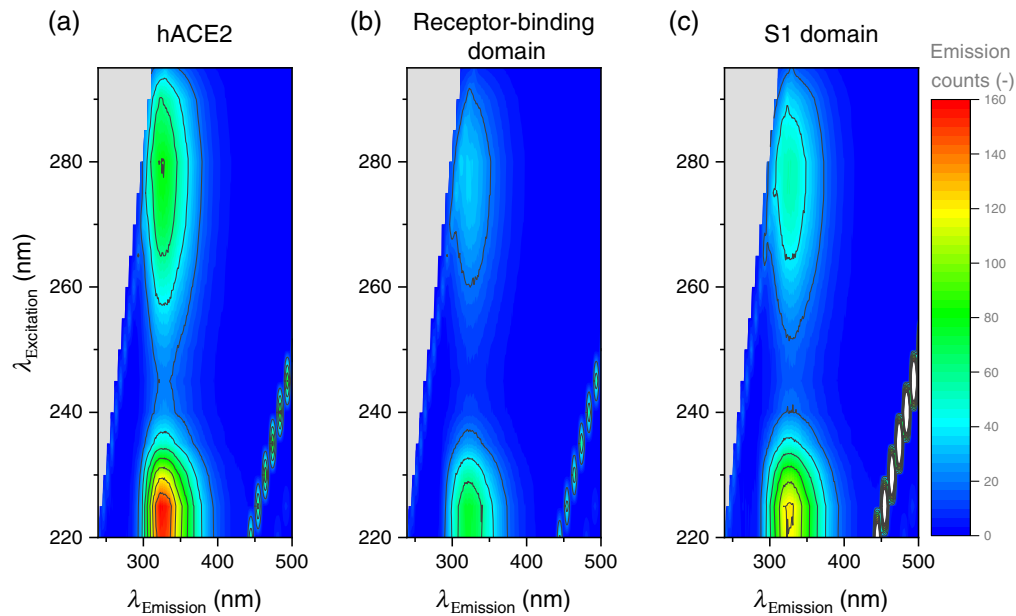 (a)
hACE2
(b)
Receptor-binding
domain
(c)
S1 domain
Emission
counts (-)
160
140
120
100
80
60
40
20
0
λExcitation (nm)
280
260
240
220
300
400
500
λEmission (nm)
280
260
240
220
300
400
500
λEmission (nm)
280
260
240
220
300
400
500
λEmission (nm)